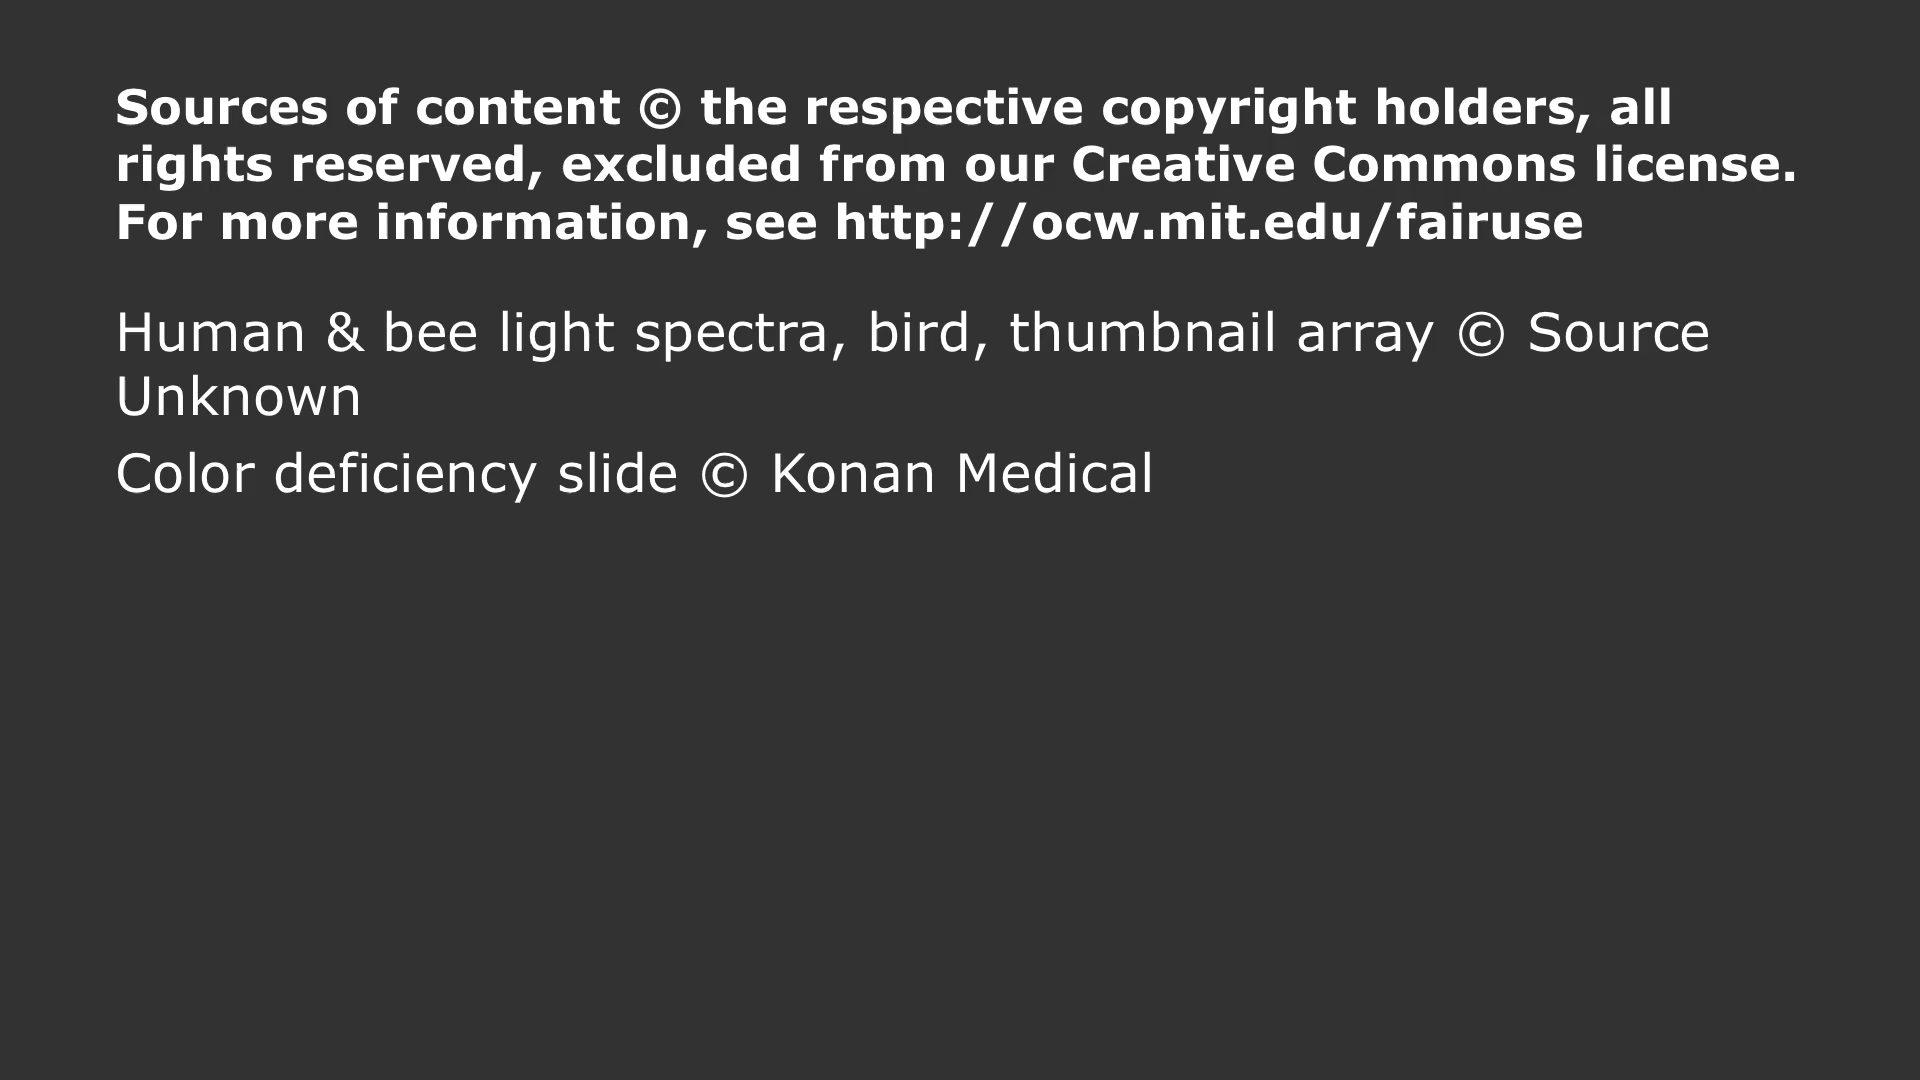 Sources of content © the respective copyright holders, all
rights reserved, excluded from our Creative Commons license.
For more information, see http://ocw.mit.edu/fairuse
Human & bee light spectra, bird, thumbnail array © Source
Unknown
Color deficiency slide © Konan Medical